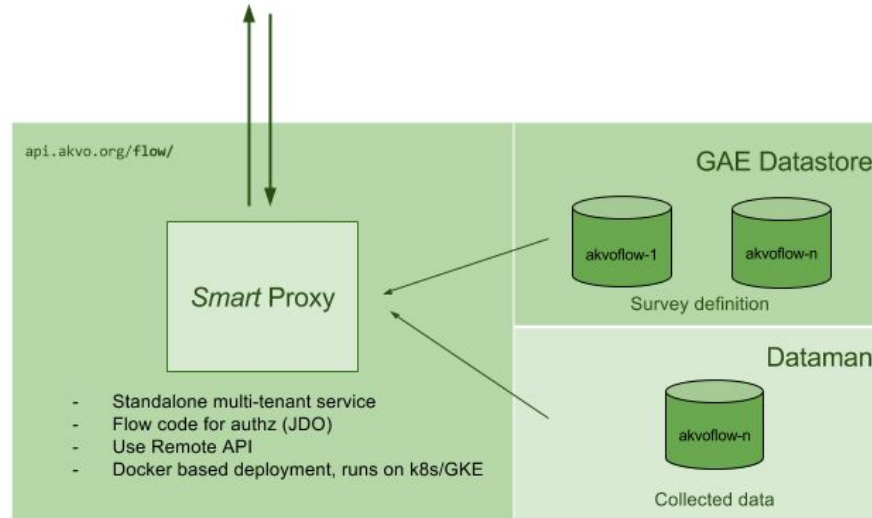 api.akvo.org/flow/
Smart Proxy
- Standalone multi-tenant service
- Flow code for authz (JDO)
- Use Remote API
- Docker based deployment, runs on k8s/GKE
GAE Datastore
akvoflow-1
akvoflow-n
Survey definition
Dataman
akvoflow-n
Collected data